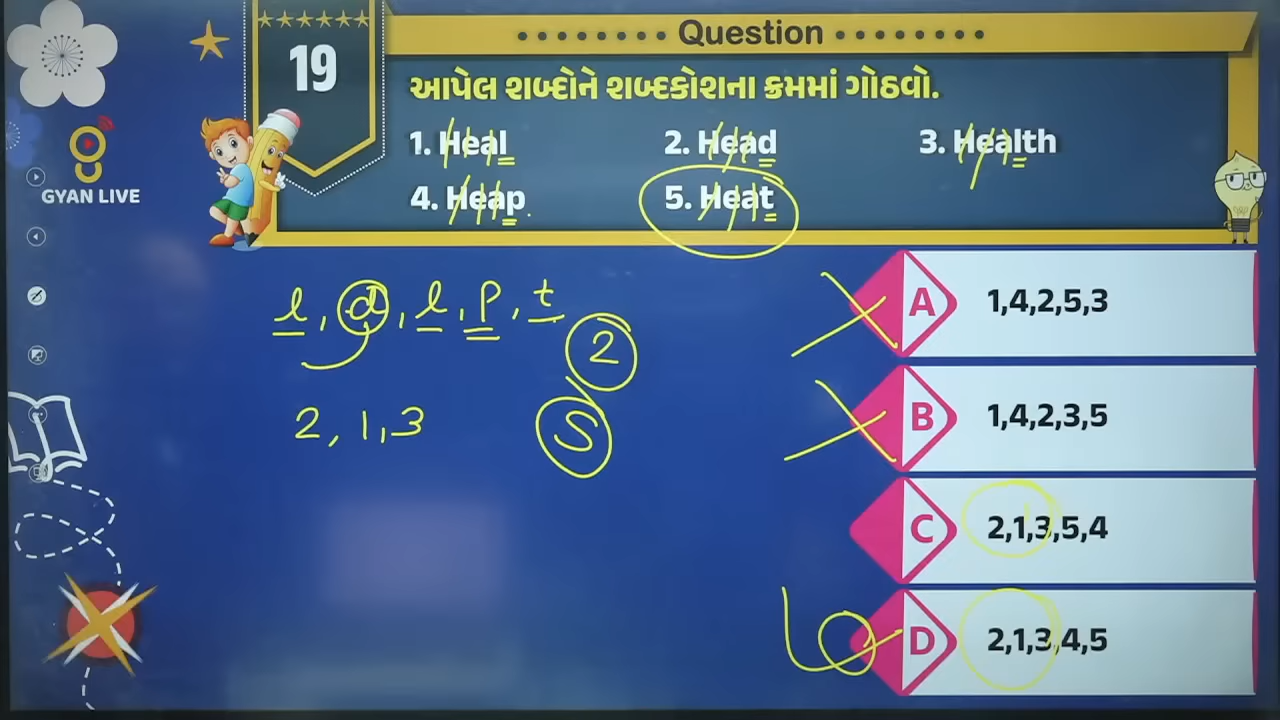 Question
19
આપેલ શબ્દોને શબ્દકોશના ક્રમમાં ગોઠવો.
1. Heal 2. Head 3. Health
4. Heap 5. Heat
GYAN LIVE
l, d, l, p, t
2
2, 1, 3
5
A 1,4,2,5,3
B 1,4,2,3,5
C 2,1,3,5,4
D 2,1,3,4,5